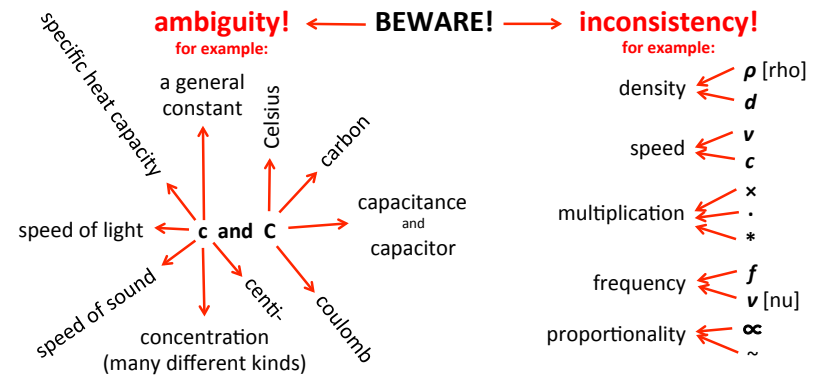 ambiguity! BEWARE! inconsistency!
for example: for example:
specific heat capacity
a general
constant
Celsius
carbon
capacitance
and
capacitor
speed of light
c and C
speed of sound
centi-
coulomb
concentration
(many different kinds)
density
ρ [rho]
d
speed
v
c
multiplication
×
·
*
frequency
f
ν [nu]
proportionality
∝
~